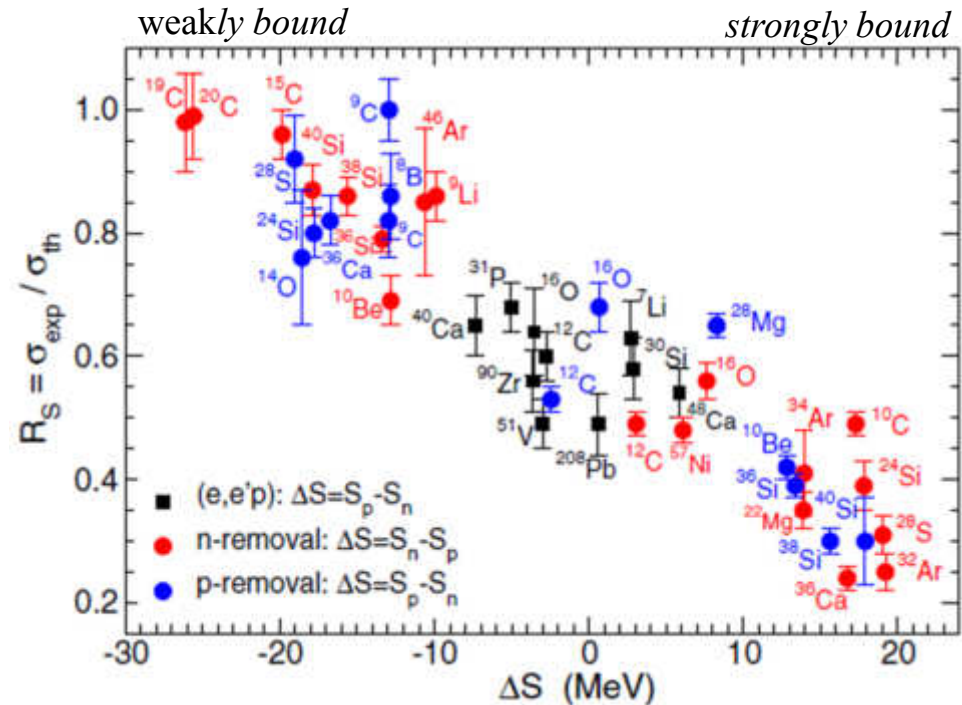 weakly bound
strongly bound
R_S = σ_exp / σ_th
1.0
0.8
0.6
0.4
0.2
-30
-20
-10
0
10
20
ΔS (MeV)
¹⁹C
²⁰C
¹⁵C
⁹C
⁴⁶Ar
⁴⁰Si
²⁸S
³⁸Si
⁸B
⁹Li
²⁴Si
³⁶Si
⁹C
³⁶Ca
¹⁴O
¹⁰Be
³¹P
¹⁶O
¹⁶O
⁷Li
²⁸Mg
⁴⁰Ca
¹²C
³⁰Si
⁹⁰Zr
¹²C
¹⁶O
⁵¹V
⁴⁸Ca
²⁰⁸Pb
¹²C
⁵⁷Ni
³⁴Ar
¹⁰C
¹⁰Be
³⁶Si
⁴⁰Si
²⁴Si
²²Mg
²⁸S
³⁸Si
³²Ar
³⁶Ca
(e,e'p): ΔS=S_p-S_n
n-removal: ΔS=S_n-S_p
p-removal: ΔS=S_p-S_n